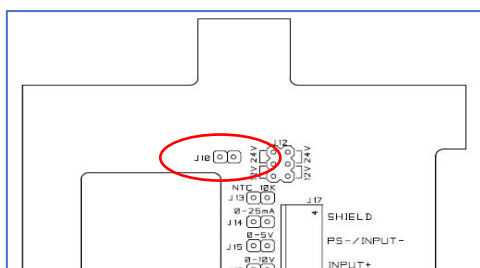 J12
J10
24V 24V
12V 12V
NTC 10K
J13
J17
0-25mA
4 SHIELD
J14
0-5V
PS-/INPUT-
J15
0-10V
INPUT+